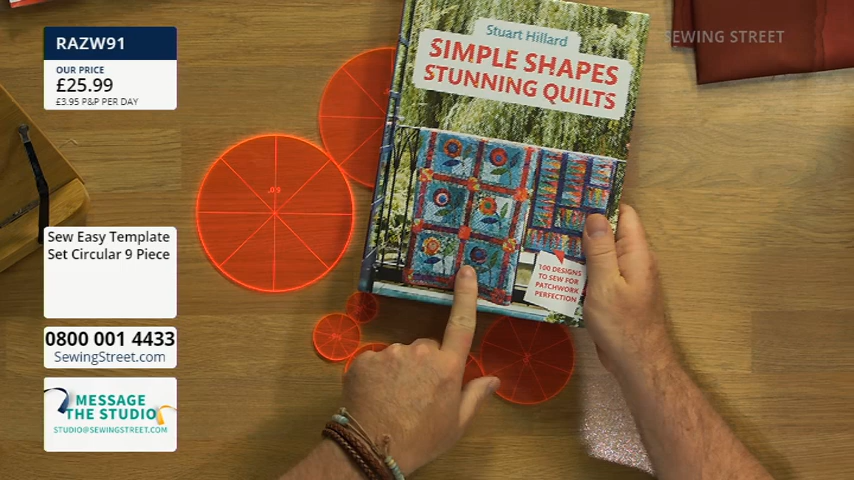 RAZW91
OUR PRICE
£25.99
£3.95 P&P PER DAY
Sew Easy Template
Set Circular 9 Piece
0800 001 4433
SewingStreet.com
MESSAGE
THE STUDIO
STUDIO@SEWINGSTREET.COM
SEWING STREET
Stuart Hillard
SIMPLE SHAPES
STUNNING QUILTS
100 DESIGNS
TO SEW FOR
PATCHWORK
PERFECTION